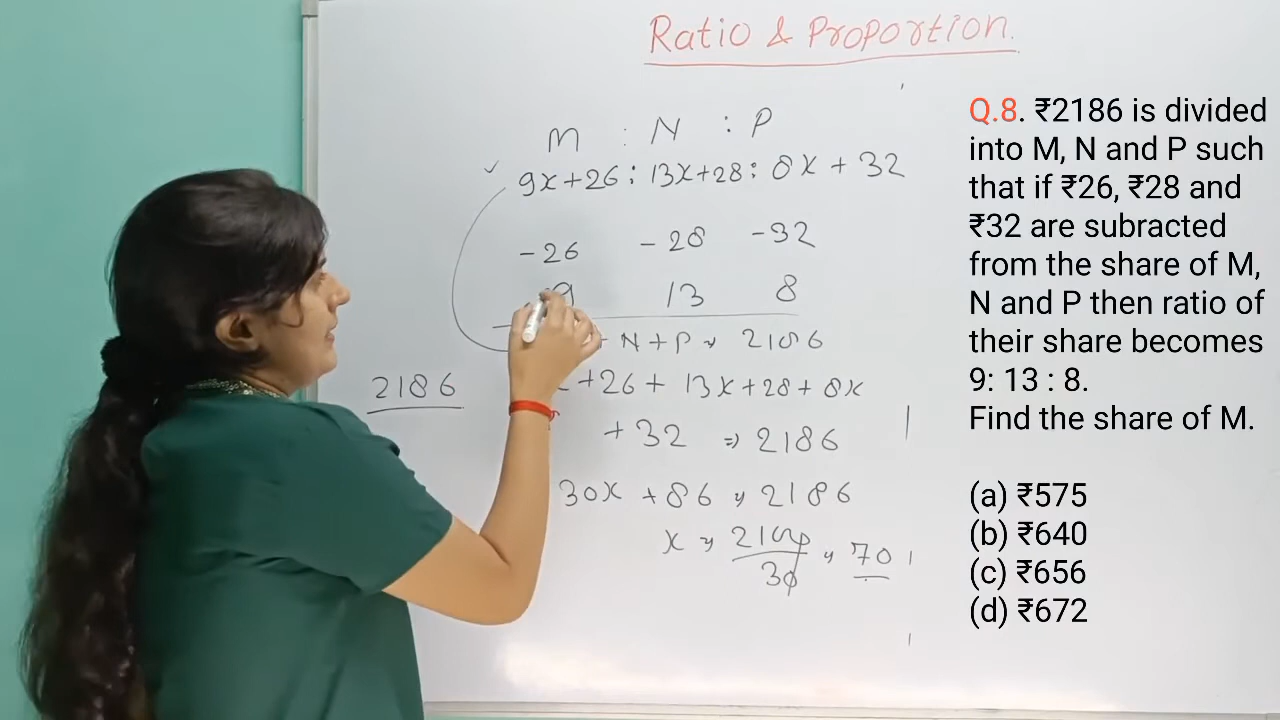 Ratio & Proportion.
M : N : P
9x+26 : 13x+28 : 8x + 32
-26 - 28 -32
9 13 8
+ N + P 2186
+26 + 13x+28+ 8x
2186
+32 => 2186
30x +86 2186
x 2100/30 70
Q.8. ₹2186 is divided
into M, N and P such
that if ₹26, ₹28 and
₹32 are subracted
from the share of M,
N and P then ratio of
their share becomes
9: 13 : 8.
Find the share of M.
(a) ₹575
(b) ₹640
(c) ₹656
(d) ₹672